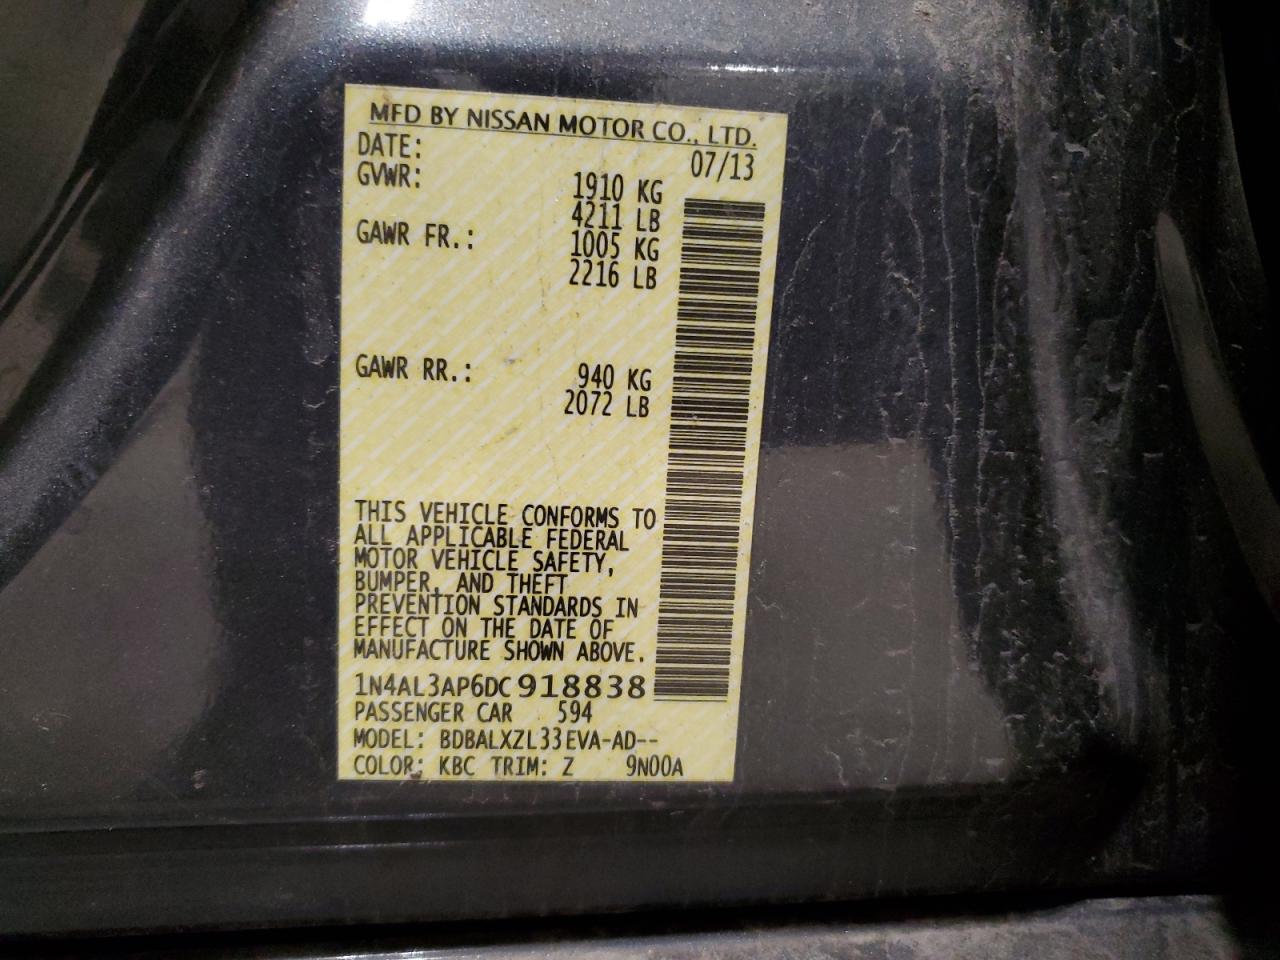 MFD BY NISSAN MOTOR CO., LTD.
DATE: 07/13
GVWR: 1910 KG
4211 LB
GAWR FR.: 1005 KG
2216 LB
GAWR RR.: 940 KG
2072 LB
THIS VEHICLE CONFORMS TO
ALL APPLICABLE FEDERAL
MOTOR VEHICLE SAFETY,
BUMPER, AND THEFT
PREVENTION STANDARDS IN
EFFECT ON THE DATE OF
MANUFACTURE SHOWN ABOVE.
1N4AL3AP6DC918838
PASSENGER CAR 594
MODEL: BDBALXZL33EVA-AD--
COLOR: KBC TRIM: Z 9N00A